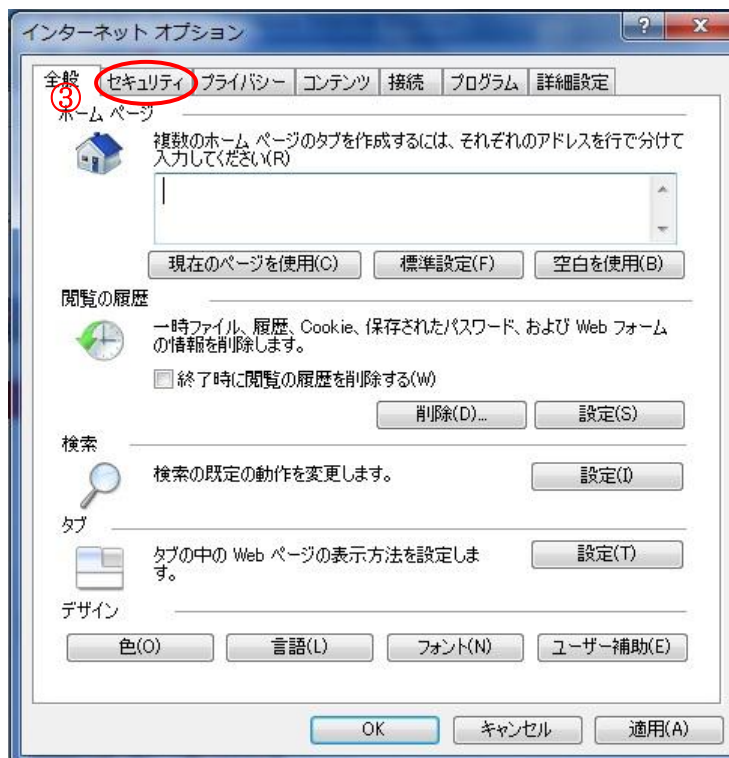 インターネット オプション
全般 セキュリティ プライバシー コンテンツ 接続 プログラム 詳細設定
③
ホーム ページ
複数のホーム ページのタブを作成するには、それぞれのアドレスを行で分けて
入力してください(R)
現在のページを使用(C) 標準設定(F) 空白を使用(B)
閲覧の履歴
一時ファイル、履歴、Cookie、保存されたパスワード、および Web フォーム
の情報を削除します。
終了時に閲覧の履歴を削除する(W)
削除(D)... 設定(S)
検索
検索の既定の動作を変更します。
設定(I)
タブ
タブの中の Web ページの表示方法を設定しま
す。
設定(T)
デザイン
色(O) 言語(L) フォント(N) ユーザー補助(E)
OK キャンセル 適用(A)